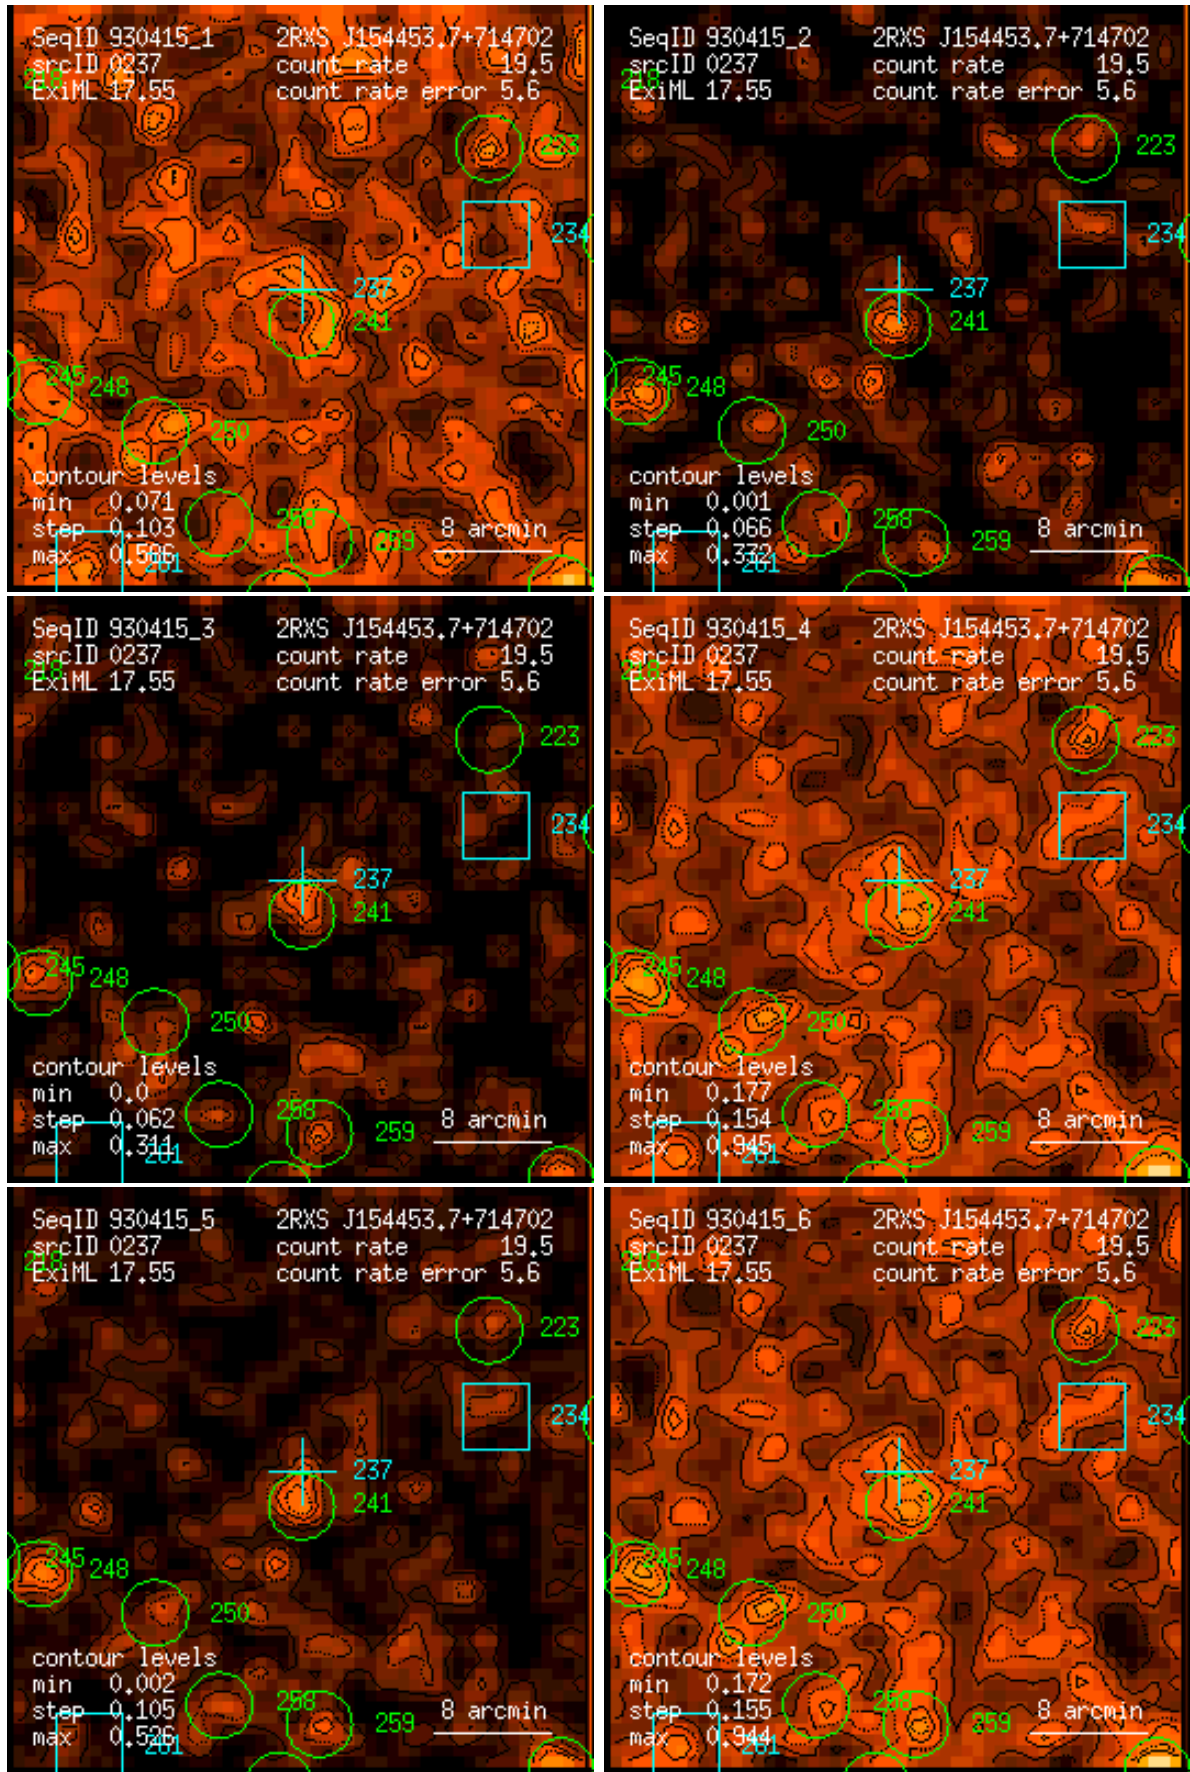 SeqID 930415_1 2RXS J154453.7+714702
srcID 0237 count rate 19.5
218
ExiML 17.55 count rate error 5.6
223
234
237
241
245 248
250
contour levels
min 0.071
step 0.103 258 8 arcmin
259
max 0.586 261
SeqID 930415_2 2RXS J154453.7+714702
srcID 0237 count rate 19.5
218
ExiML 17.55 count rate error 5.6
223
234
237
241
245 248
250
contour levels
min 0.001
step 0.066 258 8 arcmin
259
max 0.332 261
SeqID 930415_3 2RXS J154453.7+714702
srcID 0237 count rate 19.5
218
ExiML 17.55 count rate error 5.6
223
234
237
241
245 248
250
contour levels
min 0.0
step 0.062 258 8 arcmin
259
max 0.311 261
SeqID 930415_4 2RXS J154453.7+714702
srcID 0237 count rate 19.5
218
ExiML 17.55 count rate error 5.6
223
234
237
241
245 248
250
contour levels
min 0.177
step 0.154 258 8 arcmin
259
max 0.945 261
SeqID 930415_5 2RXS J154453.7+714702
srcID 0237 count rate 19.5
218
ExiML 17.55 count rate error 5.6
223
234
237
241
245 248
250
contour levels
min 0.002
step 0.105 258 8 arcmin
259
max 0.526 261
SeqID 930415_6 2RXS J154453.7+714702
srcID 0237 count rate 19.5
218
ExiML 17.55 count rate error 5.6
223
234
237
241
245 248
250
contour levels
min 0.172
step 0.155 258 8 arcmin
259
max 0.944 261